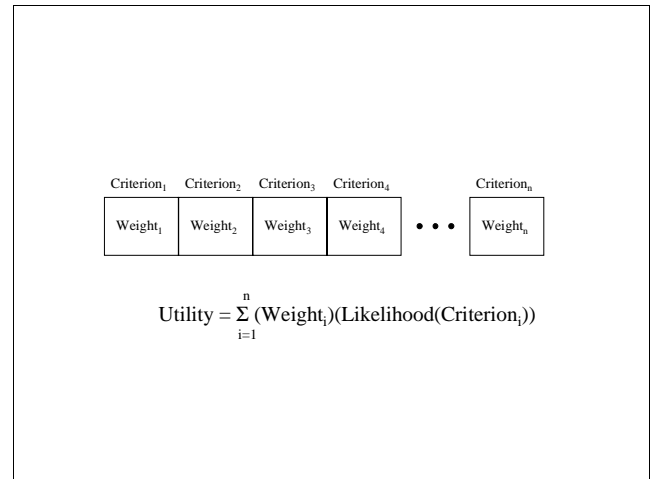 Criterion₁ Criterion₂ Criterion₃ Criterion₄ Criterionₙ
Weight₁ Weight₂ Weight₃ Weight₄ • • • Weightₙ
n
Utility = Σ (Weightᵢ)(Likelihood(Criterionᵢ))
i=1